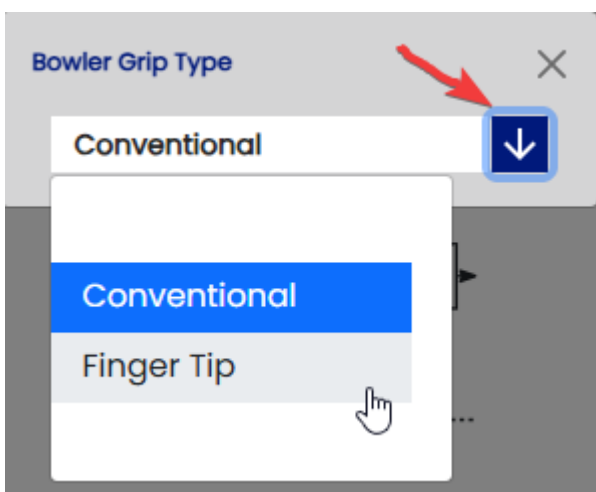 Bowler Grip Type
Conventional
Conventional
Finger Tip
...